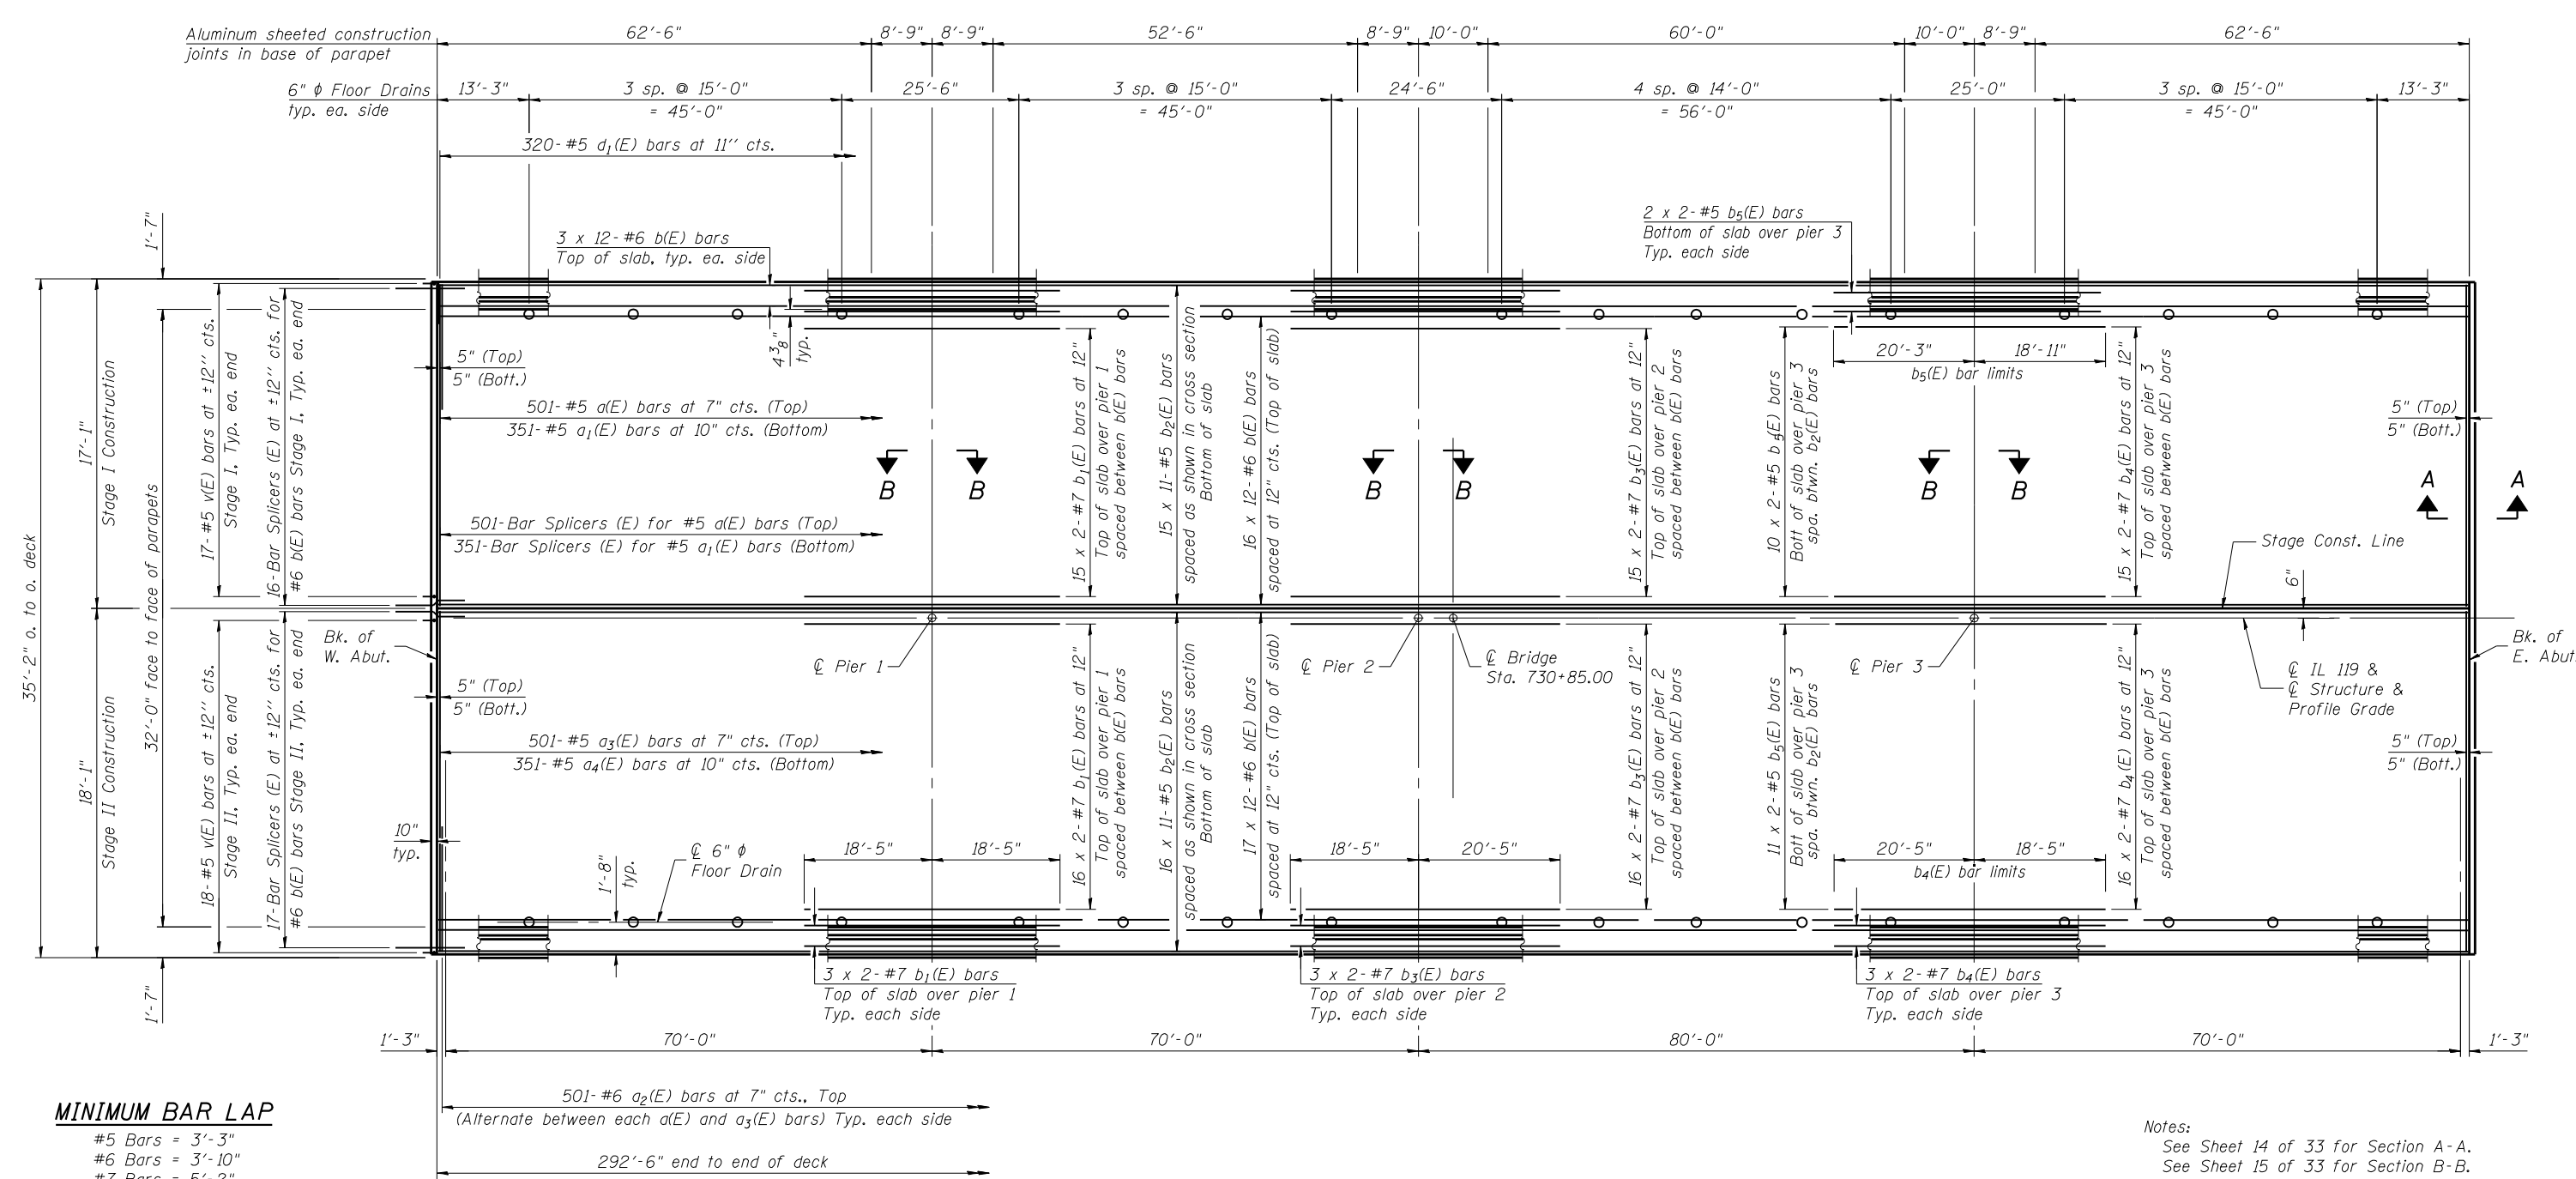 Aluminum sheeted construction
joints in base of parapet
62'-6"
8'-9"
8'-9"
52'-6"
8'-9"
10'-0"
60'-0"
10'-0"
8'-9"
62'-6"
6" φ Floor Drains
typ. ea. side
13'-3"
3 sp. @ 15'-0"
= 45'-0"
25'-6"
3 sp. @ 15'-0"
= 45'-0"
24'-6"
4 sp. @ 14'-0"
= 56'-0"
25'-0"
3 sp. @ 15'-0"
= 45'-0"
13'-3"
320-#5 d₁(E) bars at 11'' cts.
3 x 12-#6 b(E) bars
Top of slab, typ. ea. side
2 x 2-#5 b₅(E) bars
Bottom of slab over pier 3
Typ. each side
1'-7"
35'-2" o. to o. deck
17'-1"
Stage I Construction
32'-0" face to face of parapets
17-#5 v(E) bars at ±12'' cts.
Stage I. Typ. ea. end
16-Bar Splicers (E) at ±12'' cts. for
#6 b(E) bars Stage I. Typ. ea. end
5" (Top)
5" (Bott.)
4 3/8"
typ.
501-#5 a(E) bars at 7" cts. (Top)
351-#5 a₁(E) bars at 10" cts. (Bottom)
501-Bar Splicers (E) for #5 a(E) bars (Top)
351-Bar Splicers (E) for #5 a₁(E) bars (Bottom)
B
B
15 x 2-#7 b₁(E) bars at 12"
Top of slab over pier 1
spaced between b(E) bars
15 x 11-#5 b₂(E) bars
spaced as shown in cross section
Bottom of slab
16 x 12-#6 b(E) bars
spaced at 12" cts. (Top of slab)
B
B
15 x 2-#7 b₃(E) bars at 12"
Top of slab over pier 2
spaced between b(E) bars
10 x 2-#5 b₅(E) bars
Bott of slab over pier 3
spa. btwn. b₂(E) bars
20'-3"
18'-11"
b₅(E) bar limits
B
B
15 x 2-#7 b₄(E) bars at 12"
Top of slab over pier 3
spaced between b(E) bars
5" (Top)
5" (Bott.)
A
A
Stage Const. Line
6"
18'-1"
Stage II Construction
18-#5 v(E) bars at ±12'' cts.
Stage II. Typ. ea. end
17-Bar Splicers (E) at ±12'' cts. for
#6 b(E) bars Stage II. Typ. ea. end
Bk. of
W. Abut.
5" (Top)
5" (Bott.)
℄ Pier 1
℄ Pier 2
℄ Bridge
Sta. 730+85.00
℄ Pier 3
℄ IL 119 &
℄ Structure &
Profile Grade
Bk. of
E. Abut.
501-#5 a₃(E) bars at 7" cts. (Top)
351-#5 a₄(E) bars at 10" cts. (Bottom)
10"
typ.
1'-8"
typ.
℄ 6" φ
Floor Drain
18'-5"
18'-5"
16 x 2-#7 b₁(E) bars at 12"
Top of slab over pier 1
spaced between b(E) bars
16 x 11-#5 b₂(E) bars
spaced as shown in cross section
Bottom of slab
17 x 12-#6 b(E) bars
spaced at 12" cts. (Top of slab)
18'-5"
20'-5"
16 x 2-#7 b₃(E) bars at 12"
Top of slab over pier 2
spaced between b(E) bars
11 x 2-#5 b₅(E) bars
Bott of slab over pier 3
spa. btwn. b₂(E) bars
20'-5"
18'-5"
b₄(E) bar limits
16 x 2-#7 b₄(E) bars at 12"
Top of slab over pier 3
spaced between b(E) bars
5" (Top)
5" (Bott.)
1'-7"
3 x 2-#7 b₁(E) bars
Top of slab over pier 1
Typ. each side
3 x 2-#7 b₃(E) bars
Top of slab over pier 2
Typ. each side
3 x 2-#7 b₄(E) bars
Top of slab over pier 3
Typ. each side
1'-3"
70'-0"
70'-0"
80'-0"
70'-0"
1'-3"
501-#6 a₂(E) bars at 7" cts., Top
(Alternate between each a(E) and a₃(E) bars) Typ. each side
292'-6" end to end of deck
MINIMUM BAR LAP
#5 Bars = 3'-3"
#6 Bars = 3'-10"
#7 Bars = 5'-2"
Notes:
See Sheet 14 of 33 for Section A-A.
See Sheet 15 of 33 for Section B-B.